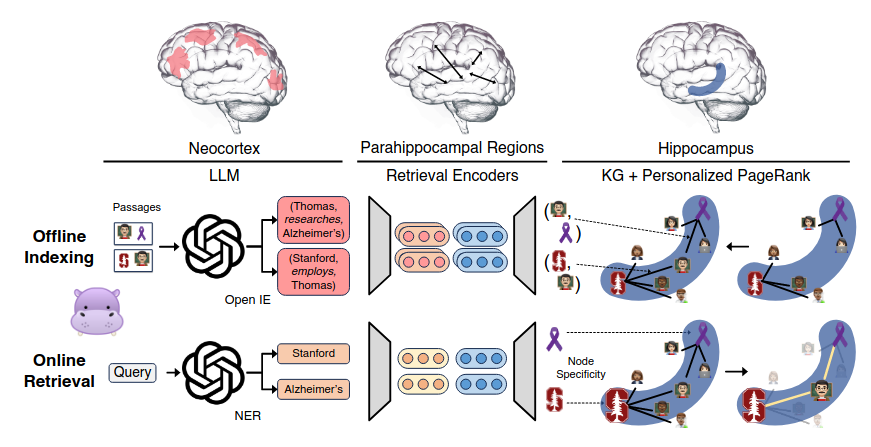 Neocortex
Parahippocampal Regions
Hippocampus
LLM
Retrieval Encoders
KG + Personalized PageRank
Offline
Indexing
Passages
(Thomas,
researches,
Alzheimer's)
(Stanford,
employs,
Thomas)
Open IE
( ,
)
( ,
)
Online
Retrieval
Query
Stanford
Alzheimer's
NER
Node
Specificity